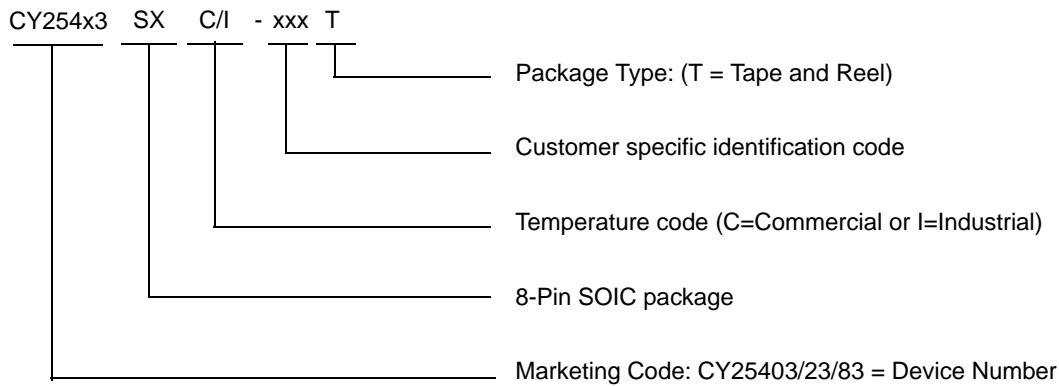 CY254x3 SX C/I - xxx T
Package Type: (T = Tape and Reel)
Customer specific identification code
Temperature code (C=Commercial or I=Industrial)
8-Pin SOIC package
Marketing Code: CY25403/23/83 = Device Number